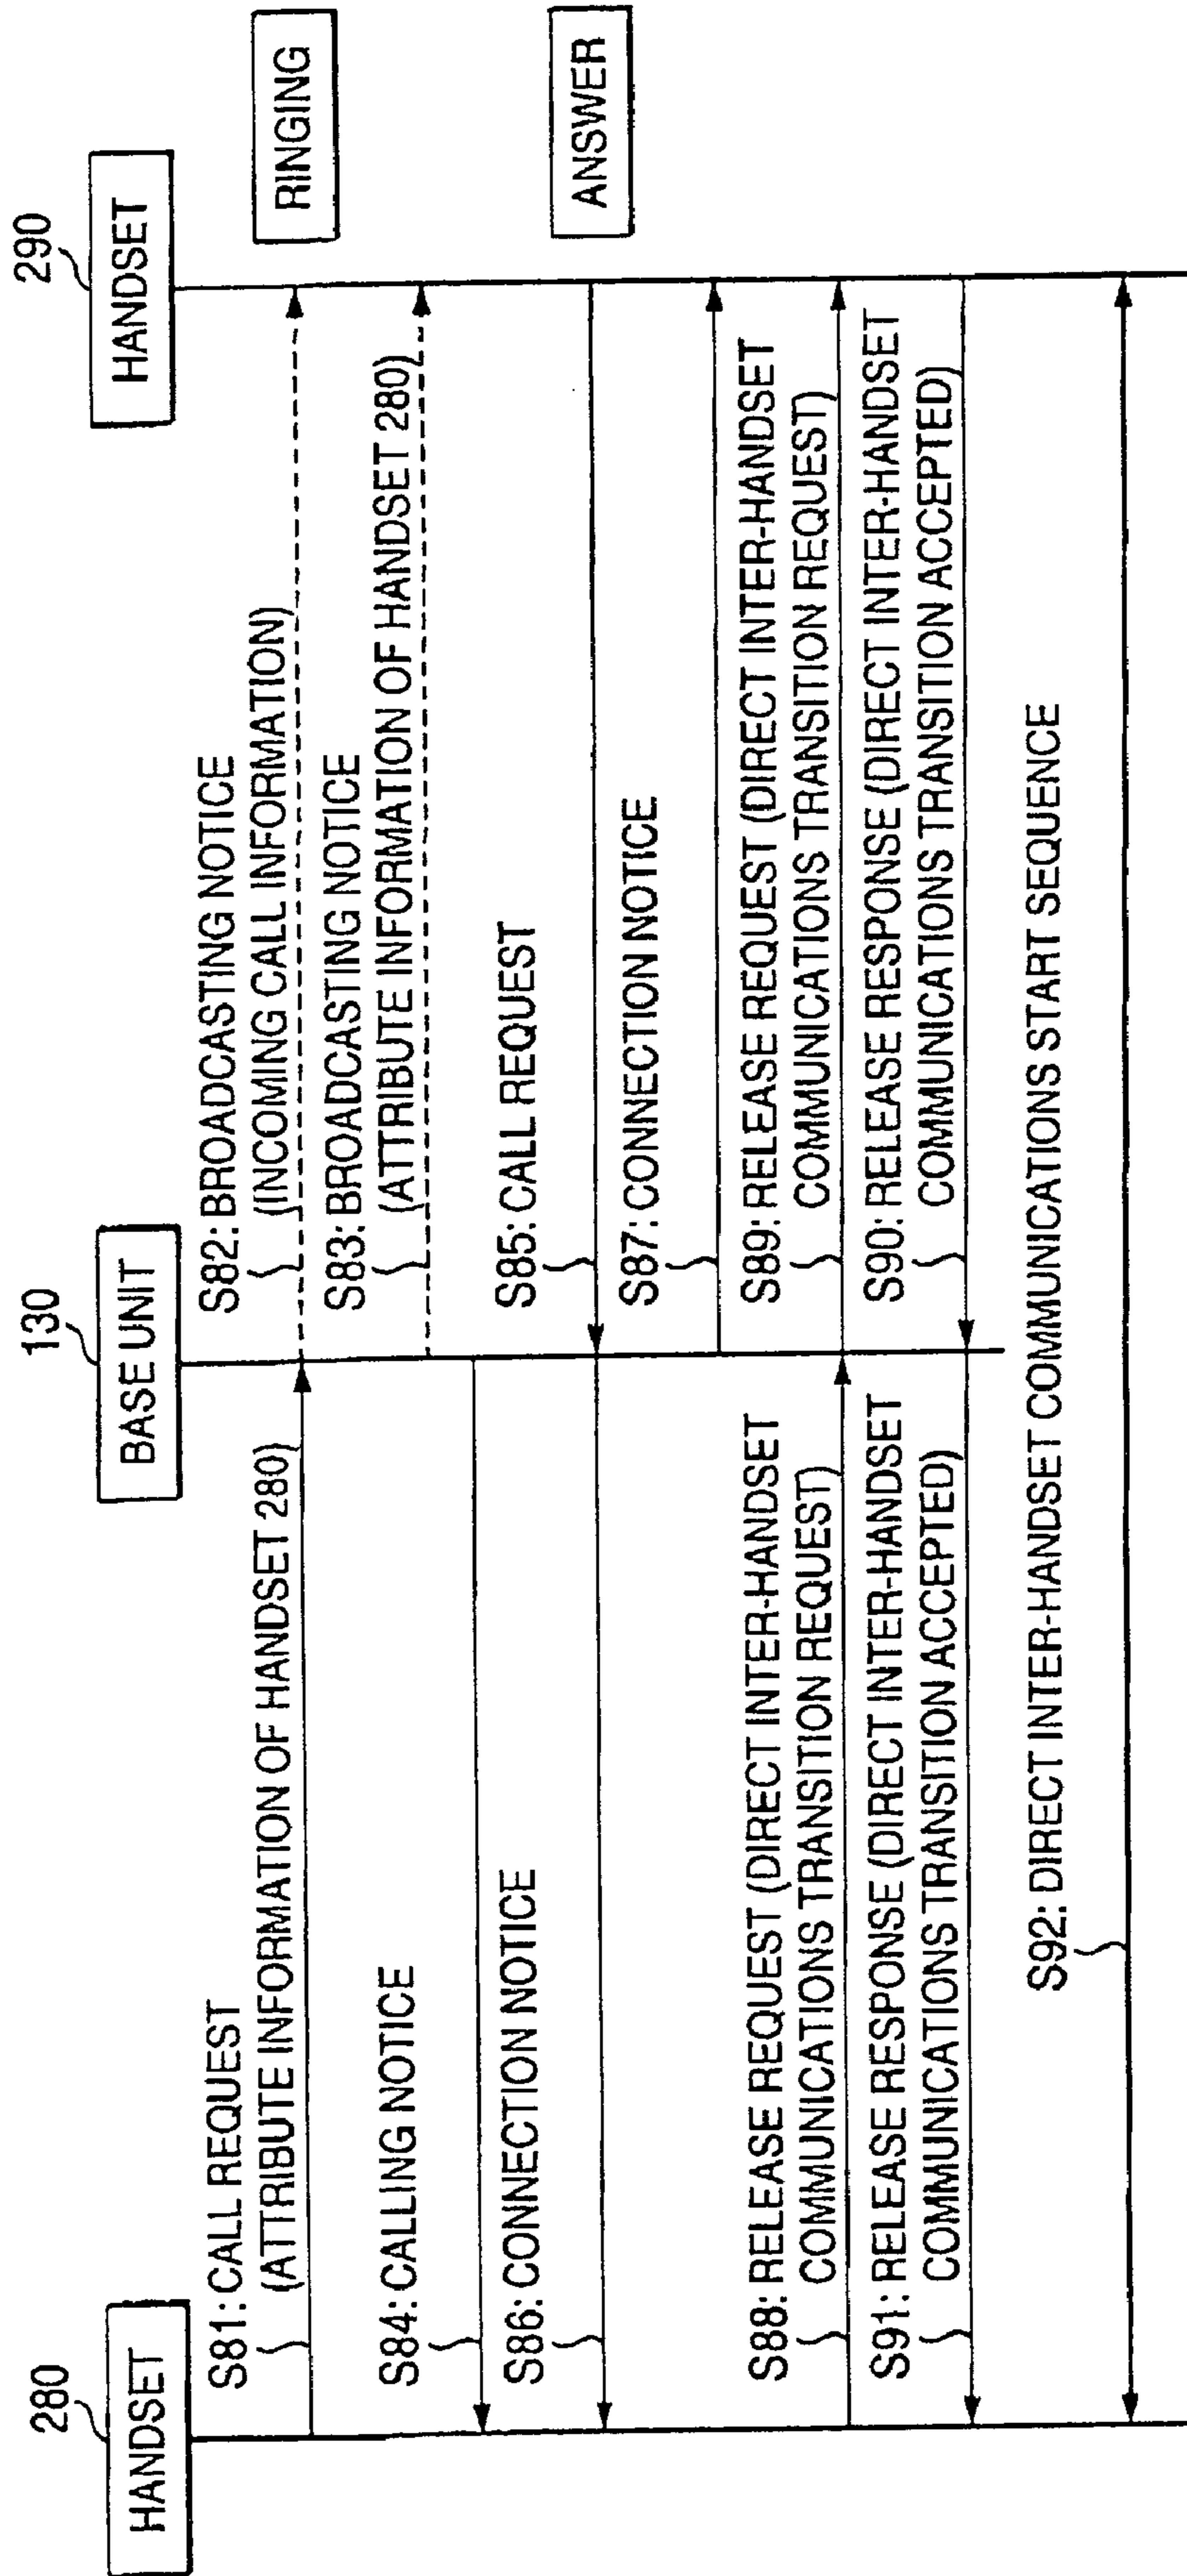 280
HANDSET
130
BASE UNIT
290
HANDSET
S81: CALL REQUEST
(ATTRIBUTE INFORMATION OF HANDSET 280)
S82: BROADCASTING NOTICE
(INCOMING CALL INFORMATION)
RINGING
S83: BROADCASTING NOTICE
(ATTRIBUTE INFORMATION OF HANDSET 280)
S84: CALLING NOTICE
S85: CALL REQUEST
ANSWER
S86: CONNECTION NOTICE
S87: CONNECTION NOTICE
S88: RELEASE REQUEST (DIRECT INTER-HANDSET
COMMUNICATIONS TRANSITION REQUEST)
S89: RELEASE REQUEST (DIRECT INTER-HANDSET
COMMUNICATIONS TRANSITION REQUEST)
S90: RELEASE RESPONSE (DIRECT INTER-HANDSET
COMMUNICATIONS TRANSITION ACCEPTED)
S91: RELEASE RESPONSE (DIRECT INTER-HANDSET
COMMUNICATIONS TRANSITION ACCEPTED)
S92: DIRECT INTER-HANDSET COMMUNICATIONS START SEQUENCE